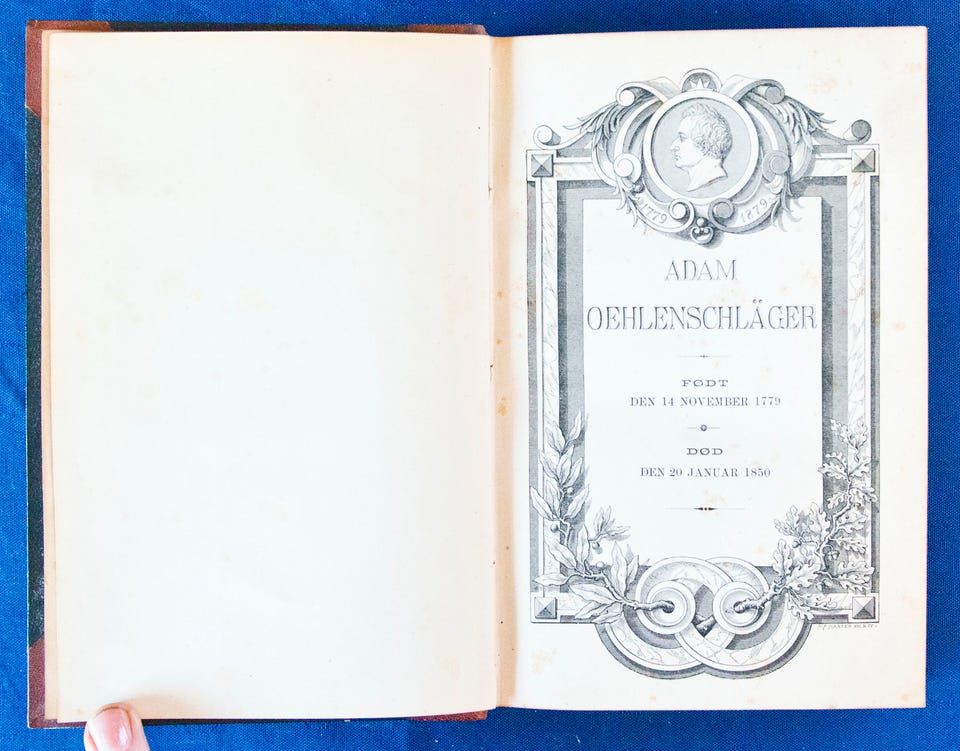 1779 1879
ADAM
OEHLENSCHLÄGER
FØDT
DEN 14 NOVEMBER 1779
DØD
DEN 20 JANUAR 1850